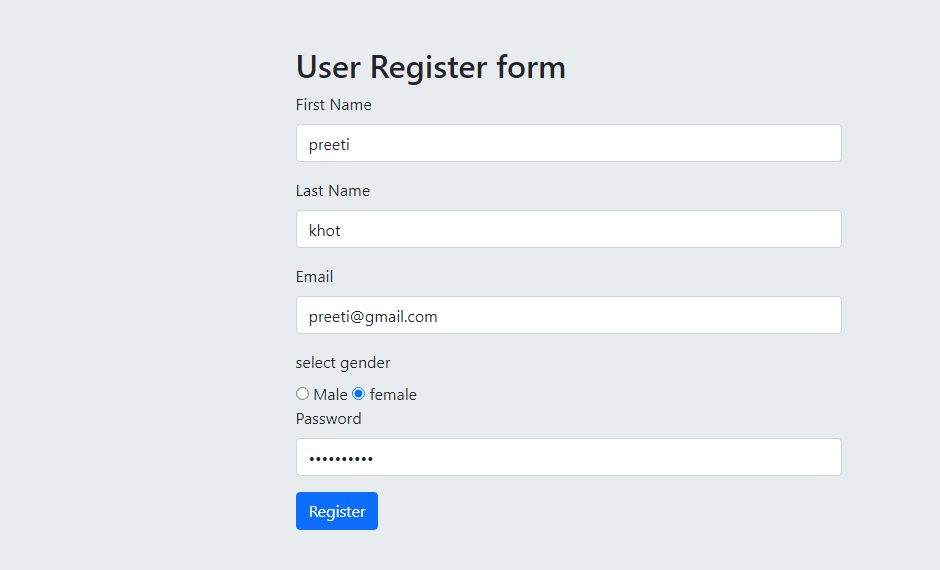 User Register form
First Name
preeti
Last Name
khot
Email
preeti@gmail.com
select gender
Male female
Password
••••••••••
Register